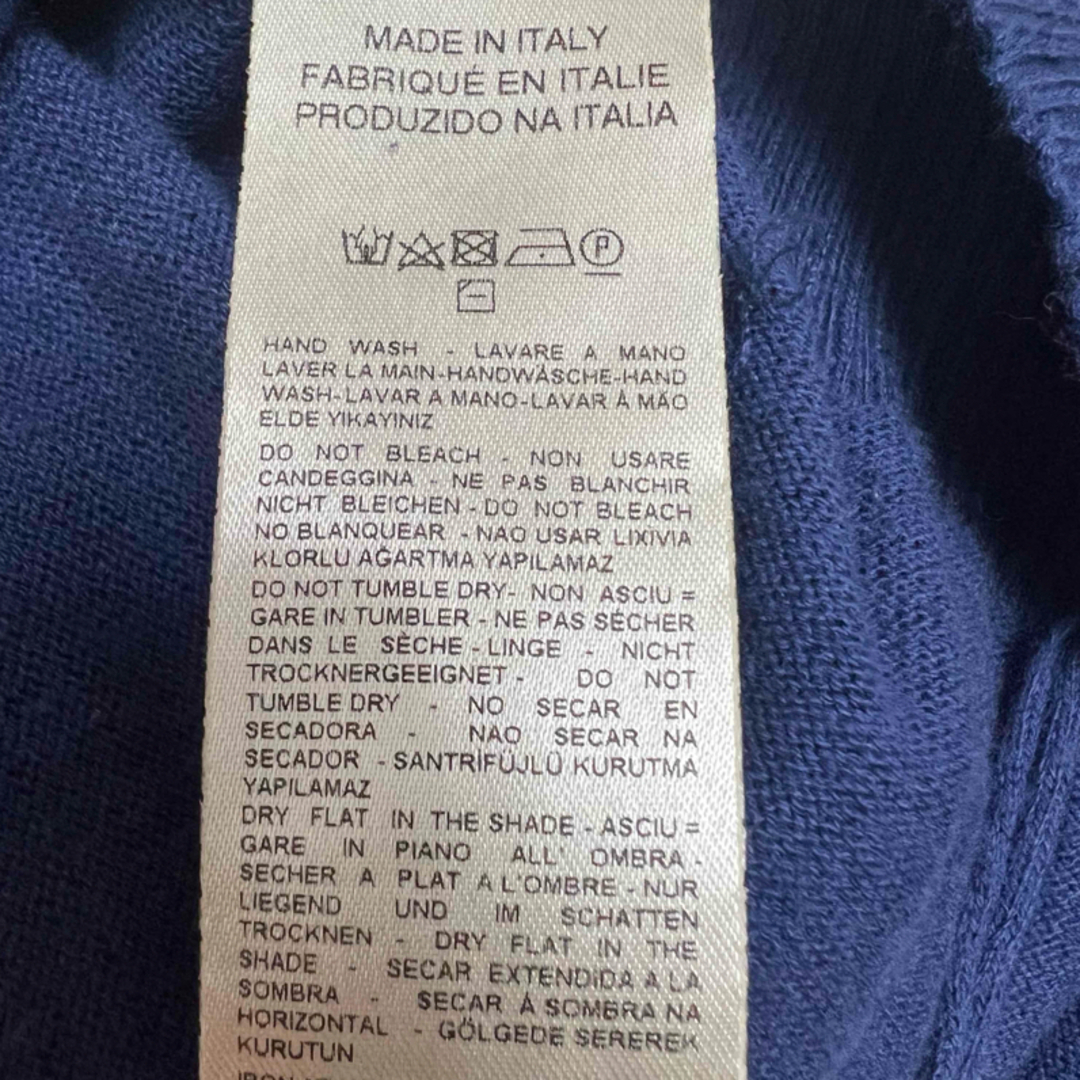 MADE IN ITALY
FABRIQUÉ EN ITALIE
PRODUZIDO NA ITALIA
P
HAND WASH - LAVARE A MANO
LAVER LA MAIN-HANDWÄSCHE-HAND
WASH-LAVAR A MANO-LAVAR À MÃO
ELDE YIKAYINIZ
DO NOT BLEACH - NON USARE
CANDEGGINA - NE PAS BLANCHIR
NICHT BLEICHEN - DO NOT BLEACH
NO BLANQUEAR - NAO USAR LIXIVIA
KLORLU AGARTMA YAPILAMAZ
DO NOT TUMBLE DRY- NON ASCIU =
GARE IN TUMBLER - NE PAS SÉCHER
DANS LE SÈCHE - LINGE - NICHT
TROCKNERGEEIGNET - DO NOT
TUMBLE DRY - NO SECAR EN
SECADORA - NAO SECAR NA
SECADOR - SANTRİFÜJLÜ KURUTMA
YAPILAMAZ
DRY FLAT IN THE SHADE - ASCIU =
GARE IN PIANO ALL' OMBRA -
SECHER A PLAT A L'OMBRE - NUR
LIEGEND UND IM SCHATTEN
TROCKNEN - DRY FLAT IN THE
SHADE - SECAR EXTENDIDA A LA
SOMBRA - SECAR Á SOMBRA NA
HORIZONTAL - GÖLGEDE SEREREK
KURUTUN